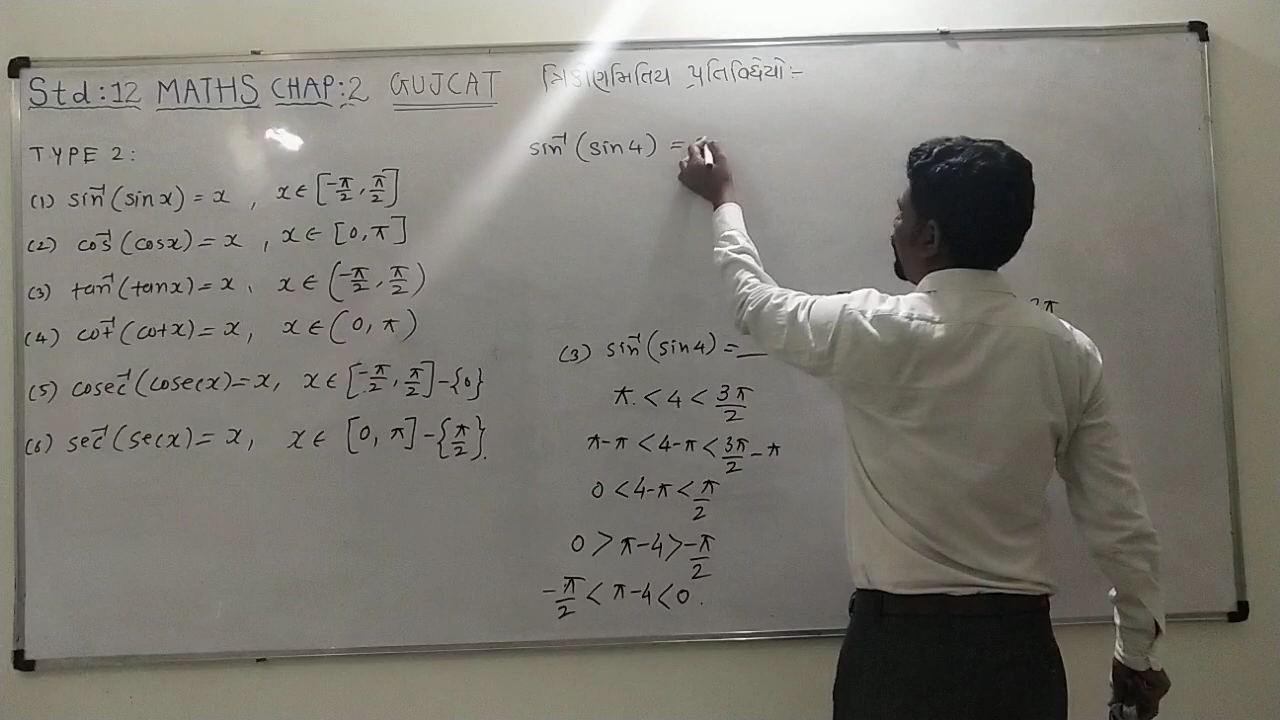 Std:12 MATHS CHAP:2 GUJCAT ત્રિકોણમિતિય પ્રતિવિધેયો:-
TYPE 2:
(1) sin⁻¹(sinx)=x , x∈[-π/2, π/2]
(2) cos⁻¹(cosx)=x , x∈[0,π]
(3) tan⁻¹(tanx)=x, x∈(-π/2, π/2)
(4) cot⁻¹(cotx)=x, x∈(0,π)
(5) cosec⁻¹(cosecx)=x, x∈[-π/2, π/2]-{0}
(6) sec⁻¹(secx)=x, x∈[0,π]-{π/2}.
sin⁻¹(sin4) =
(3) sin⁻¹(sin4)=__
π<4<3π/2
π-π<4-π<3π/2-π
0<4-π<π/2
0>π-4>-π/2
-π/2<π-4<0.